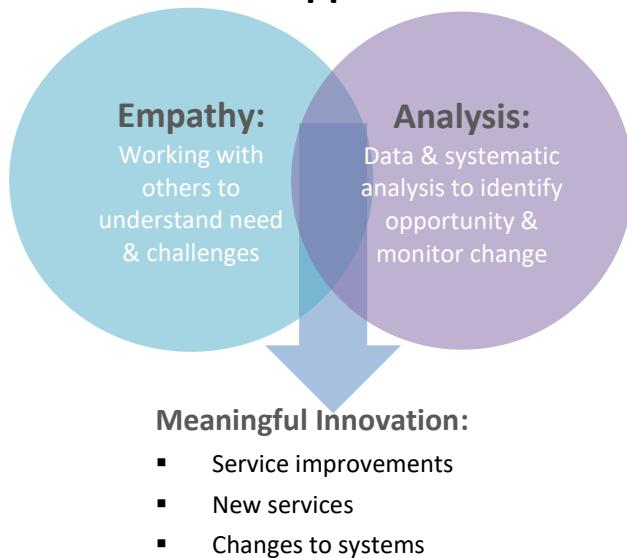 Empathy:
Working with
others to
understand need
& challenges
Analysis:
Data & systematic
analysis to identify
opportunity &
monitor change
Meaningful Innovation:
▪ Service improvements
▪ New services
▪ Changes to systems